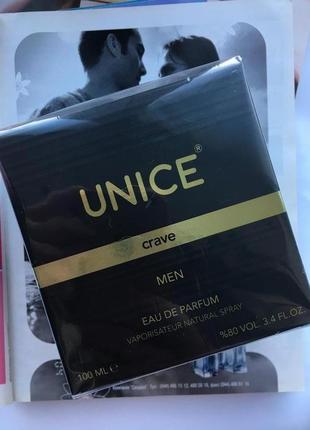 UNICE®
crave
MEN
EAU DE PARFUM
VAPORISATEUR NATURAL SPRAY
100 ML ℮
%80 VOL. 3.4 FL.OZ.